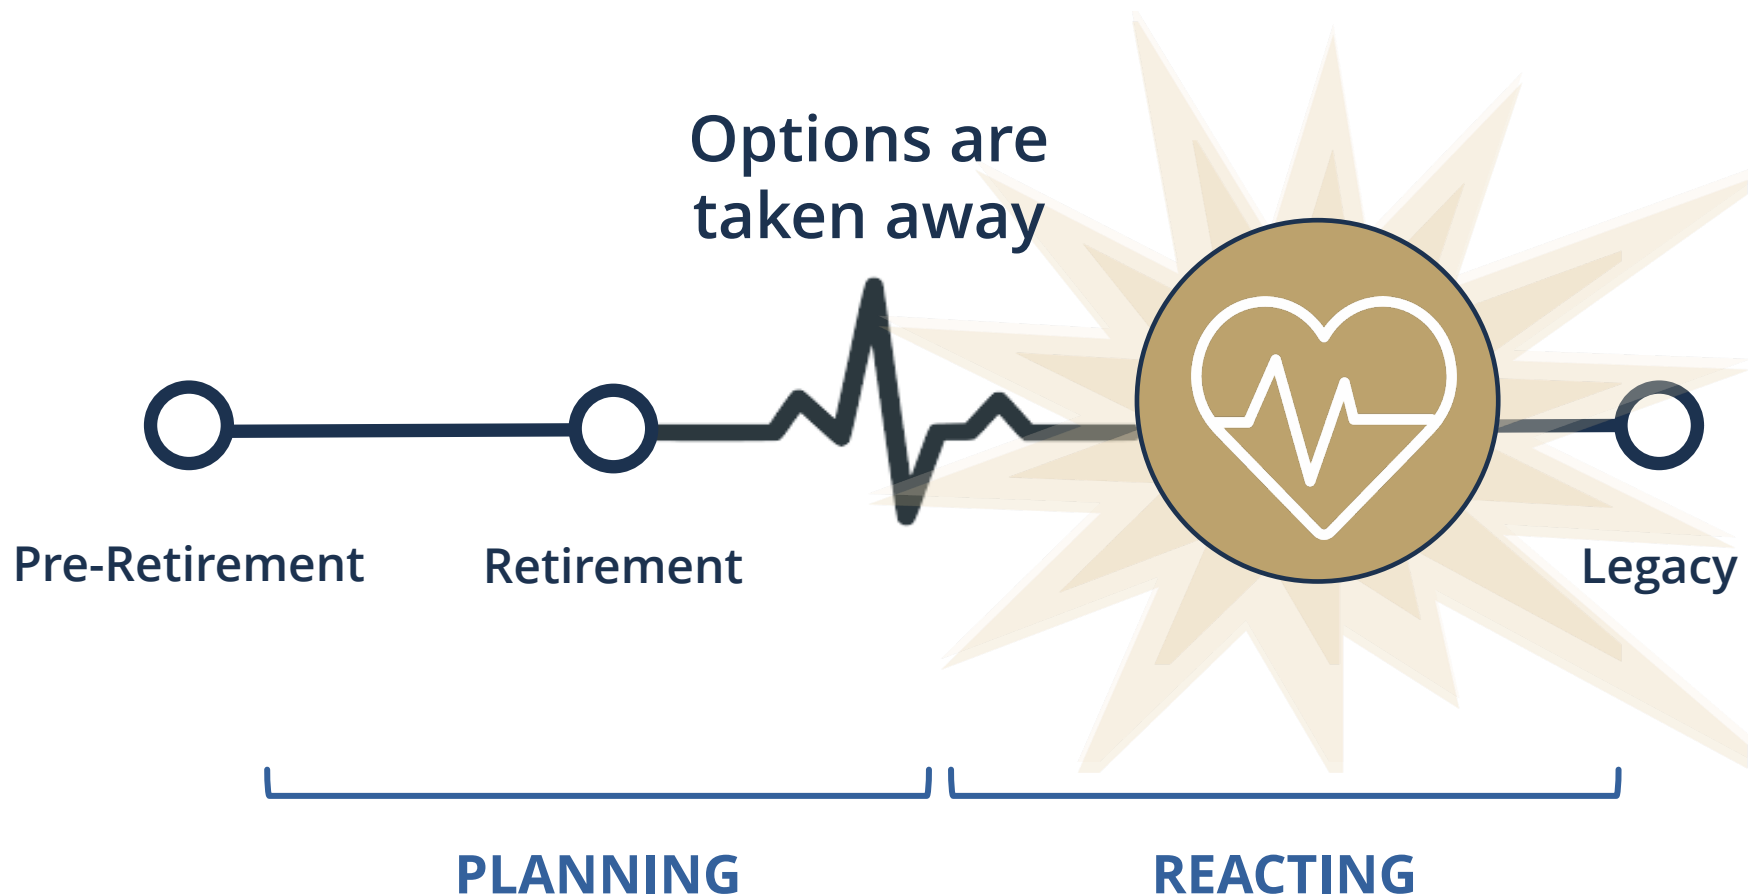 Options are
taken away
Pre-Retirement
Retirement
Legacy
PLANNING
REACTING